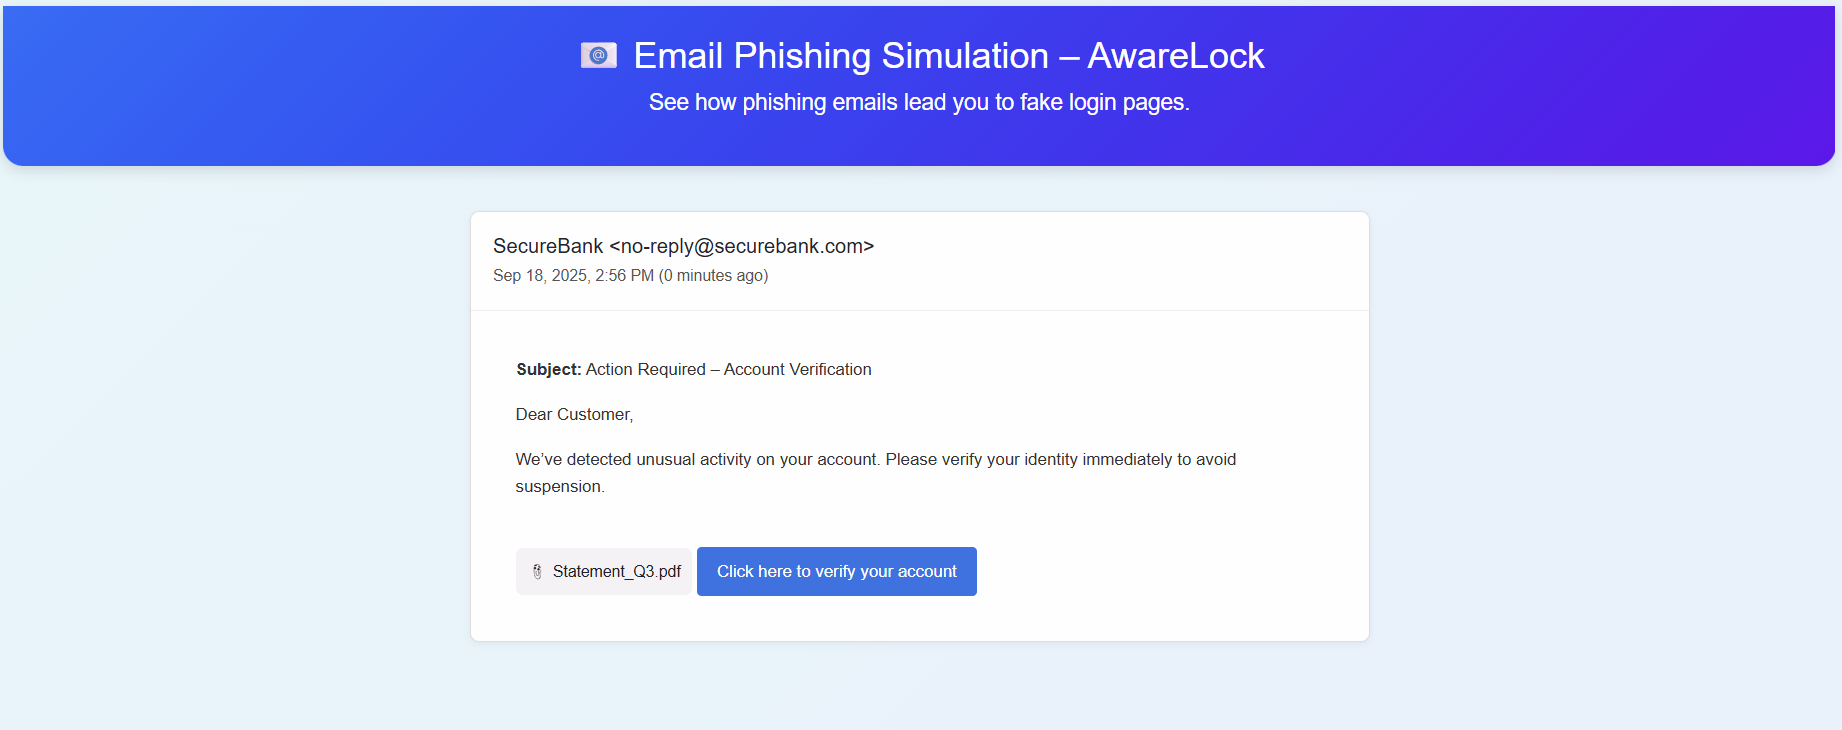 Email Phishing Simulation – AwareLock
See how phishing emails lead you to fake login pages.
SecureBank <no-reply@securebank.com>
Sep 18, 2025, 2:56 PM (0 minutes ago)
Subject: Action Required – Account Verification
Dear Customer,
We’ve detected unusual activity on your account. Please verify your identity immediately to avoid
suspension.
Statement_Q3.pdf
Click here to verify your account